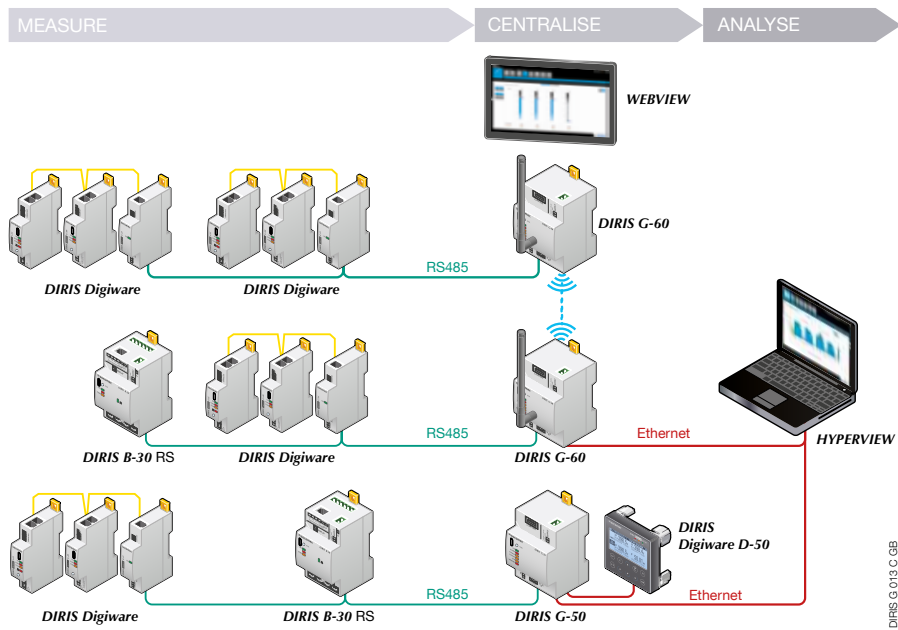 MEASURE
CENTRALISE
ANALYSE
WEBVIEW
DIRIS G-60
RS485
DIRIS Digiware
DIRIS Digiware
RS485
Ethernet
HYPERVIEW
DIRIS B-30 RS
DIRIS Digiware
DIRIS G-60
DIRIS
Digiware D-50
RS485
Ethernet
DIRIS Digiware
DIRIS B-30 RS
DIRIS G-50
DIRIS G 013 C GB